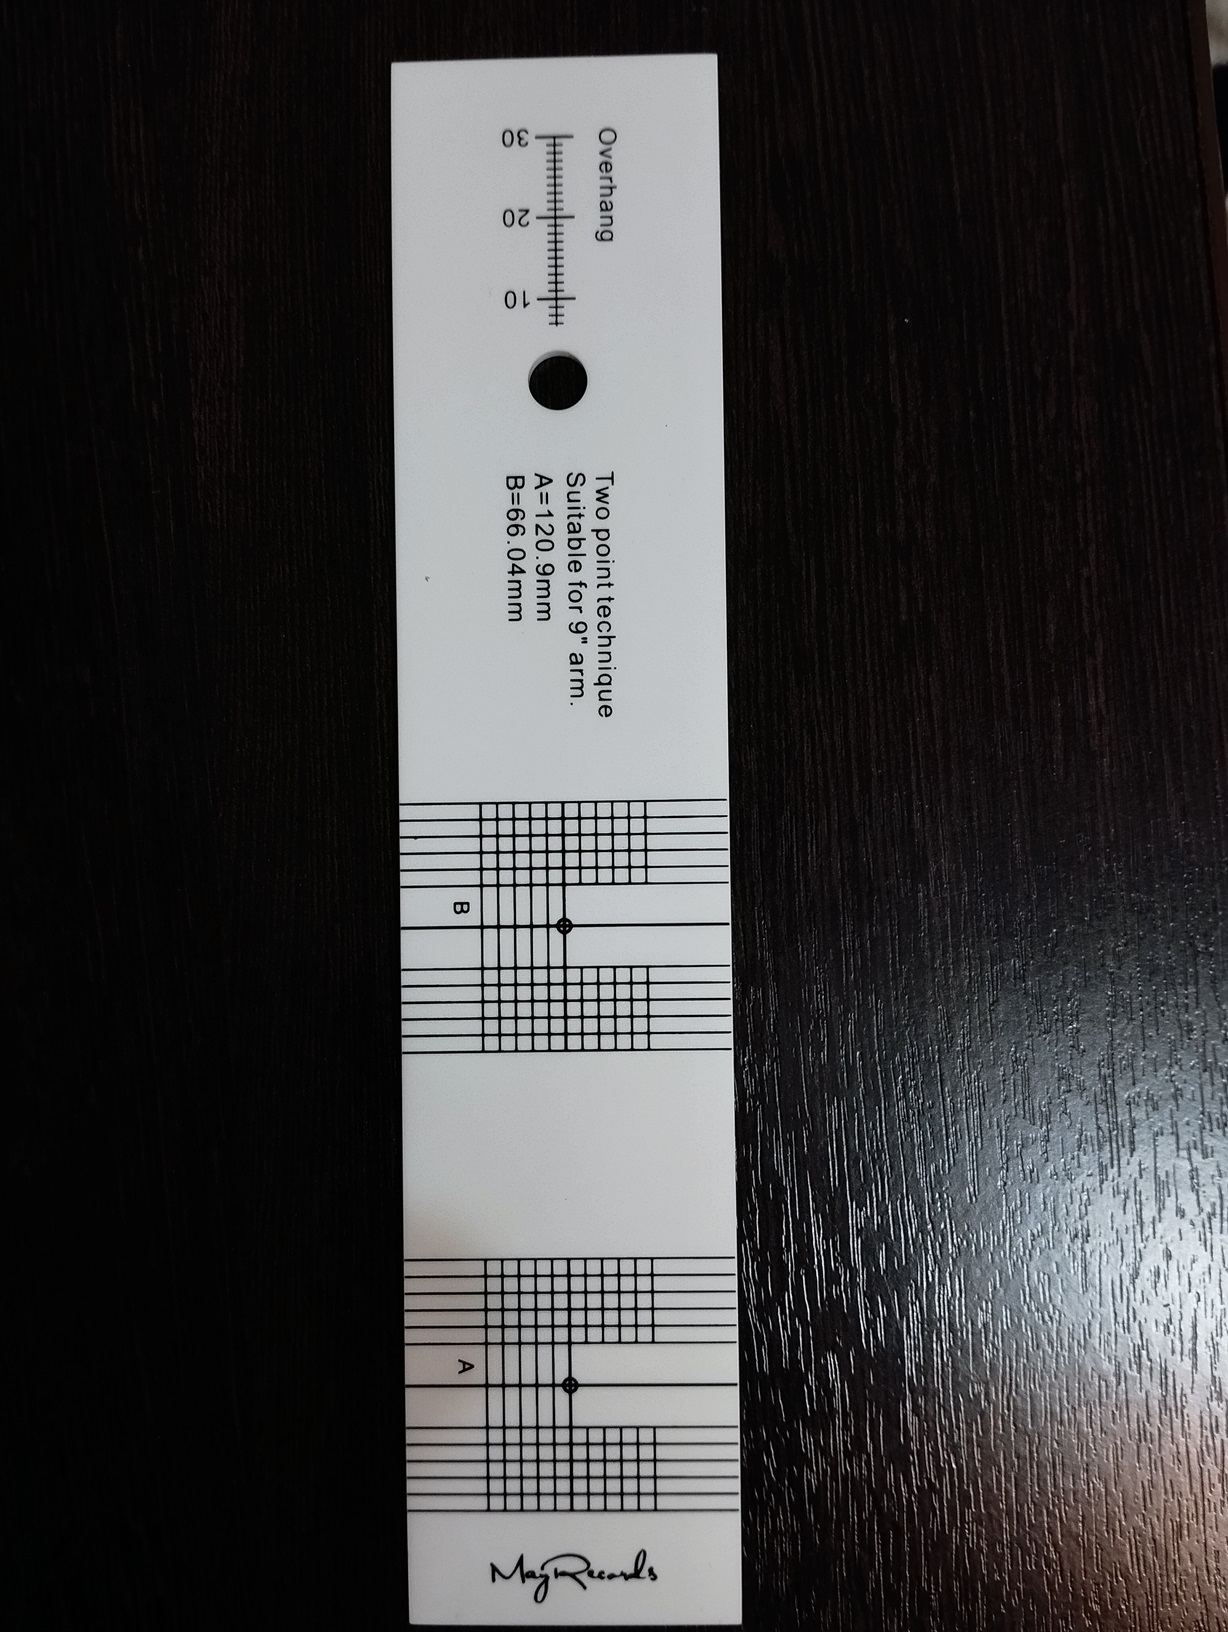 Overhang
30
20
10
Two point technique
Suitable for 9" arm.
A=120.9mm
B=66.04mm
B
A
MayRecords